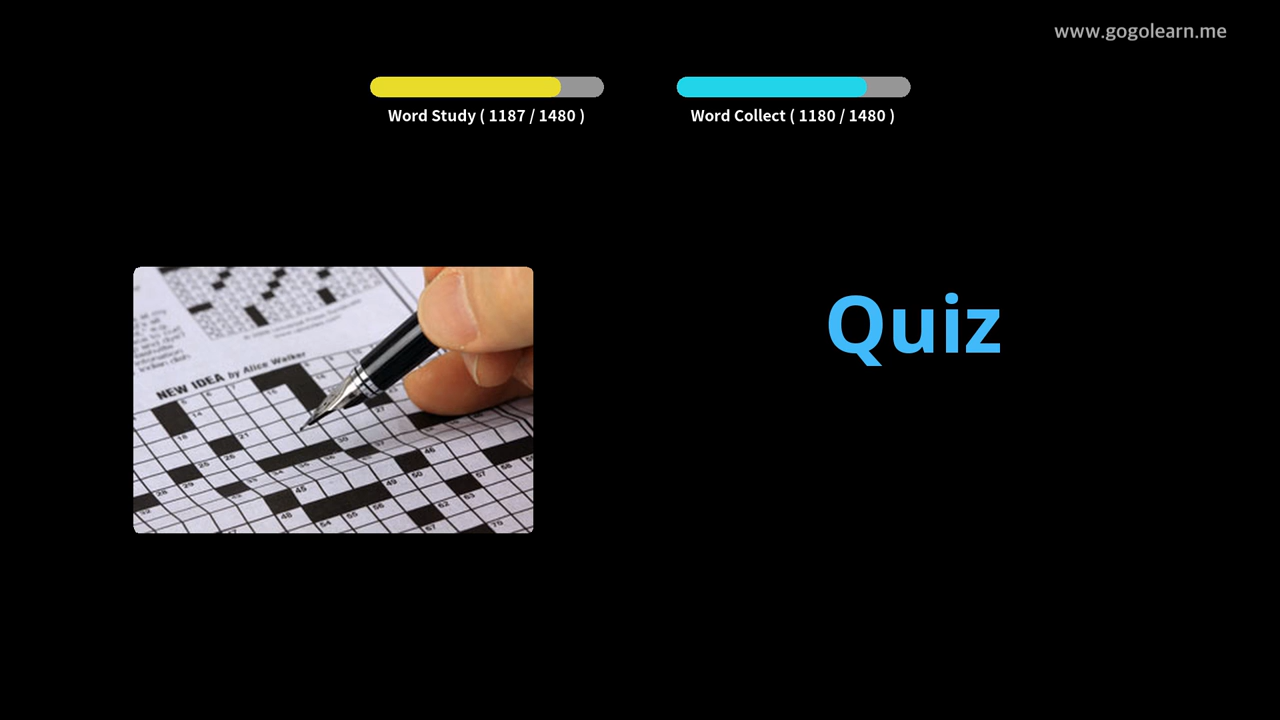 www.gogolearn.me
Word Study ( 1187 / 1480 )
Word Collect ( 1180 / 1480 )
Quiz
NEW IDEA by Alice Walker